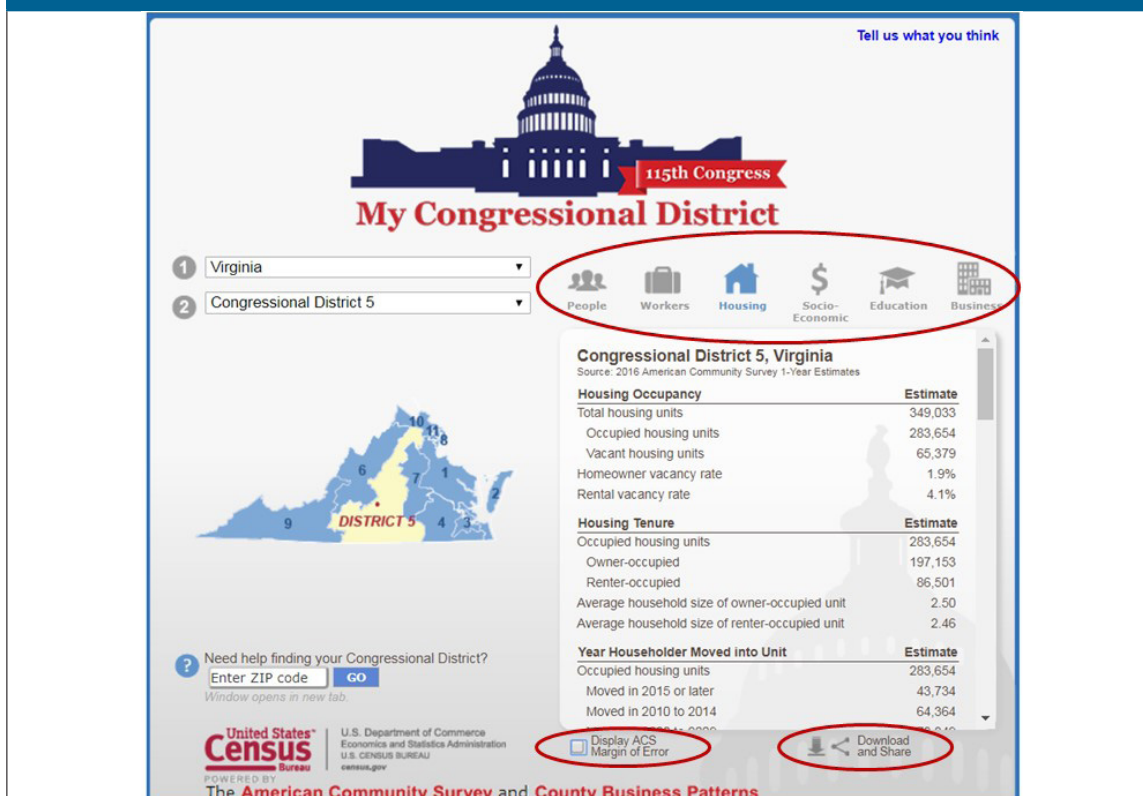 Tell us what you think
115th Congress
My Congressional District
1 Virginia
2 Congressional District 5
People Workers Housing Socio-Economic Education Business
10
11
8
6
7
1
2
9
DISTRICT 5
4
3
Congressional District 5, Virginia
Source: 2016 American Community Survey 1-Year Estimates
Housing Occupancy Estimate
Total housing units 349,033
Occupied housing units 283,654
Vacant housing units 65,379
Homeowner vacancy rate 1.9%
Rental vacancy rate 4.1%
Housing Tenure Estimate
Occupied housing units 283,654
Owner-occupied 197,153
Renter-occupied 86,501
Average household size of owner-occupied unit 2.50
Average household size of renter-occupied unit 2.46
Year Householder Moved into Unit Estimate
Occupied housing units 283,654
Moved in 2015 or later 43,734
Moved in 2010 to 2014 64,364
? Need help finding your Congressional District?
Enter ZIP code GO
Window opens in new tab.
Display ACS
Margin of Error
Download
and Share
United States™
Census
Bureau
U.S. Department of Commerce
Economics and Statistics Administration
U.S. CENSUS BUREAU
census.gov
POWERED BY
The American Community Survey and County Business Patterns